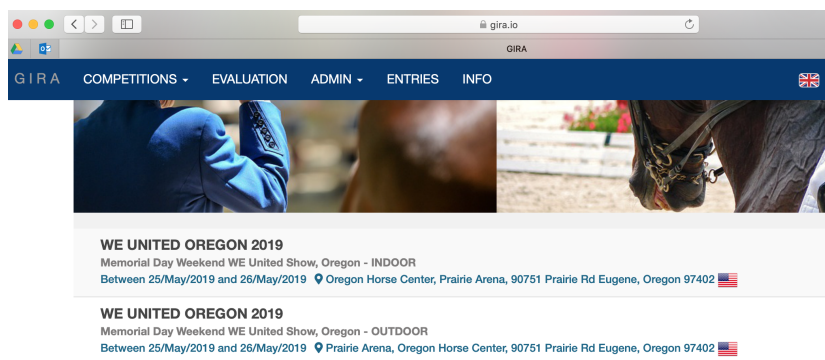 gira.io
GIRA
GIRA COMPETITIONS EVALUATION ADMIN ENTRIES INFO
WE UNITED OREGON 2019
Memorial Day Weekend WE United Show, Oregon - INDOOR
Between 25/May/2019 and 26/May/2019 Oregon Horse Center, Prairie Arena, 90751 Prairie Rd Eugene, Oregon 97402
WE UNITED OREGON 2019
Memorial Day Weekend WE United Show, Oregon - OUTDOOR
Between 25/May/2019 and 26/May/2019 Prairie Arena, Oregon Horse Center, 90751 Prairie Rd Eugene, Oregon 97402